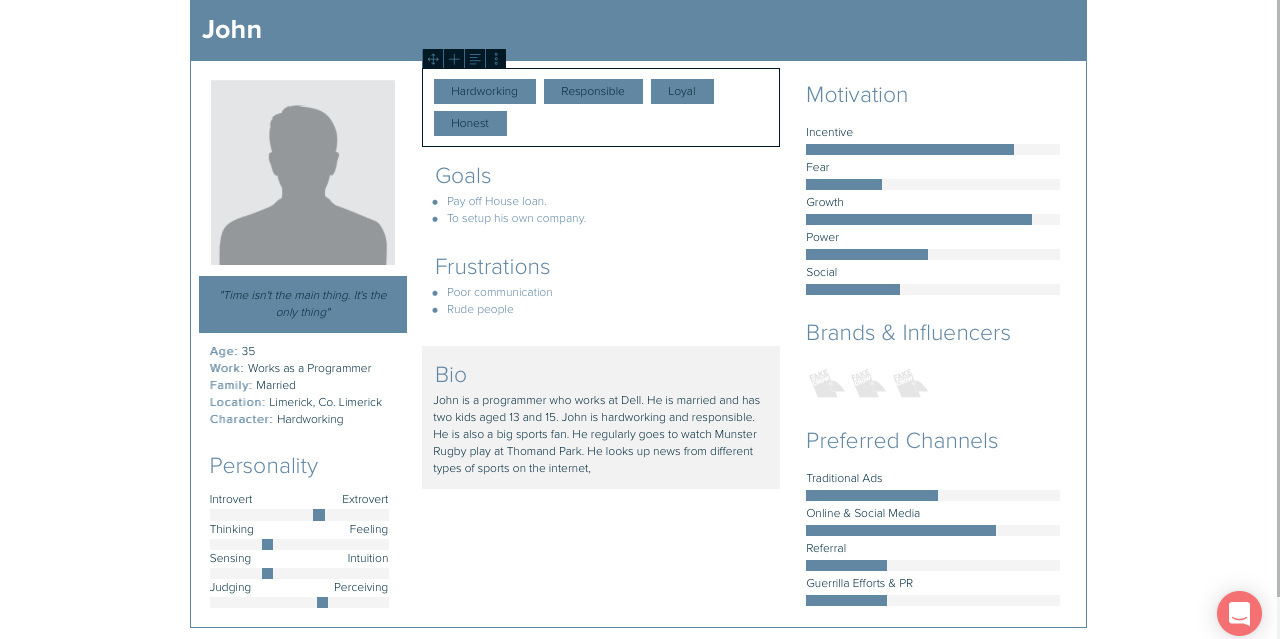 John
"Time isn't the main thing. It's the
only thing"
Age: 35
Work: Works as a Programmer
Family: Married
Location: Limerick, Co. Limerick
Character: Hardworking
Personality
Introvert Extrovert
Thinking Feeling
Sensing Intuition
Judging Perceiving
Hardworking Responsible Loyal
Honest
Goals
Pay off House loan.
To setup his own company.
Frustrations
Poor communication
Rude people
Bio
John is a programmer who works at Dell. He is married and has
two kids aged 13 and 15. John is hardworking and responsible.
He is also a big sports fan. He regularly goes to watch Munster
Rugby play at Thomand Park. He looks up news from different
types of sports on the internet,
Motivation
Incentive
Fear
Growth
Power
Social
Brands & Influencers
FAKE FAKE FAKE
Preferred Channels
Traditional Ads
Online & Social Media
Referral
Guerrilla Efforts & PR